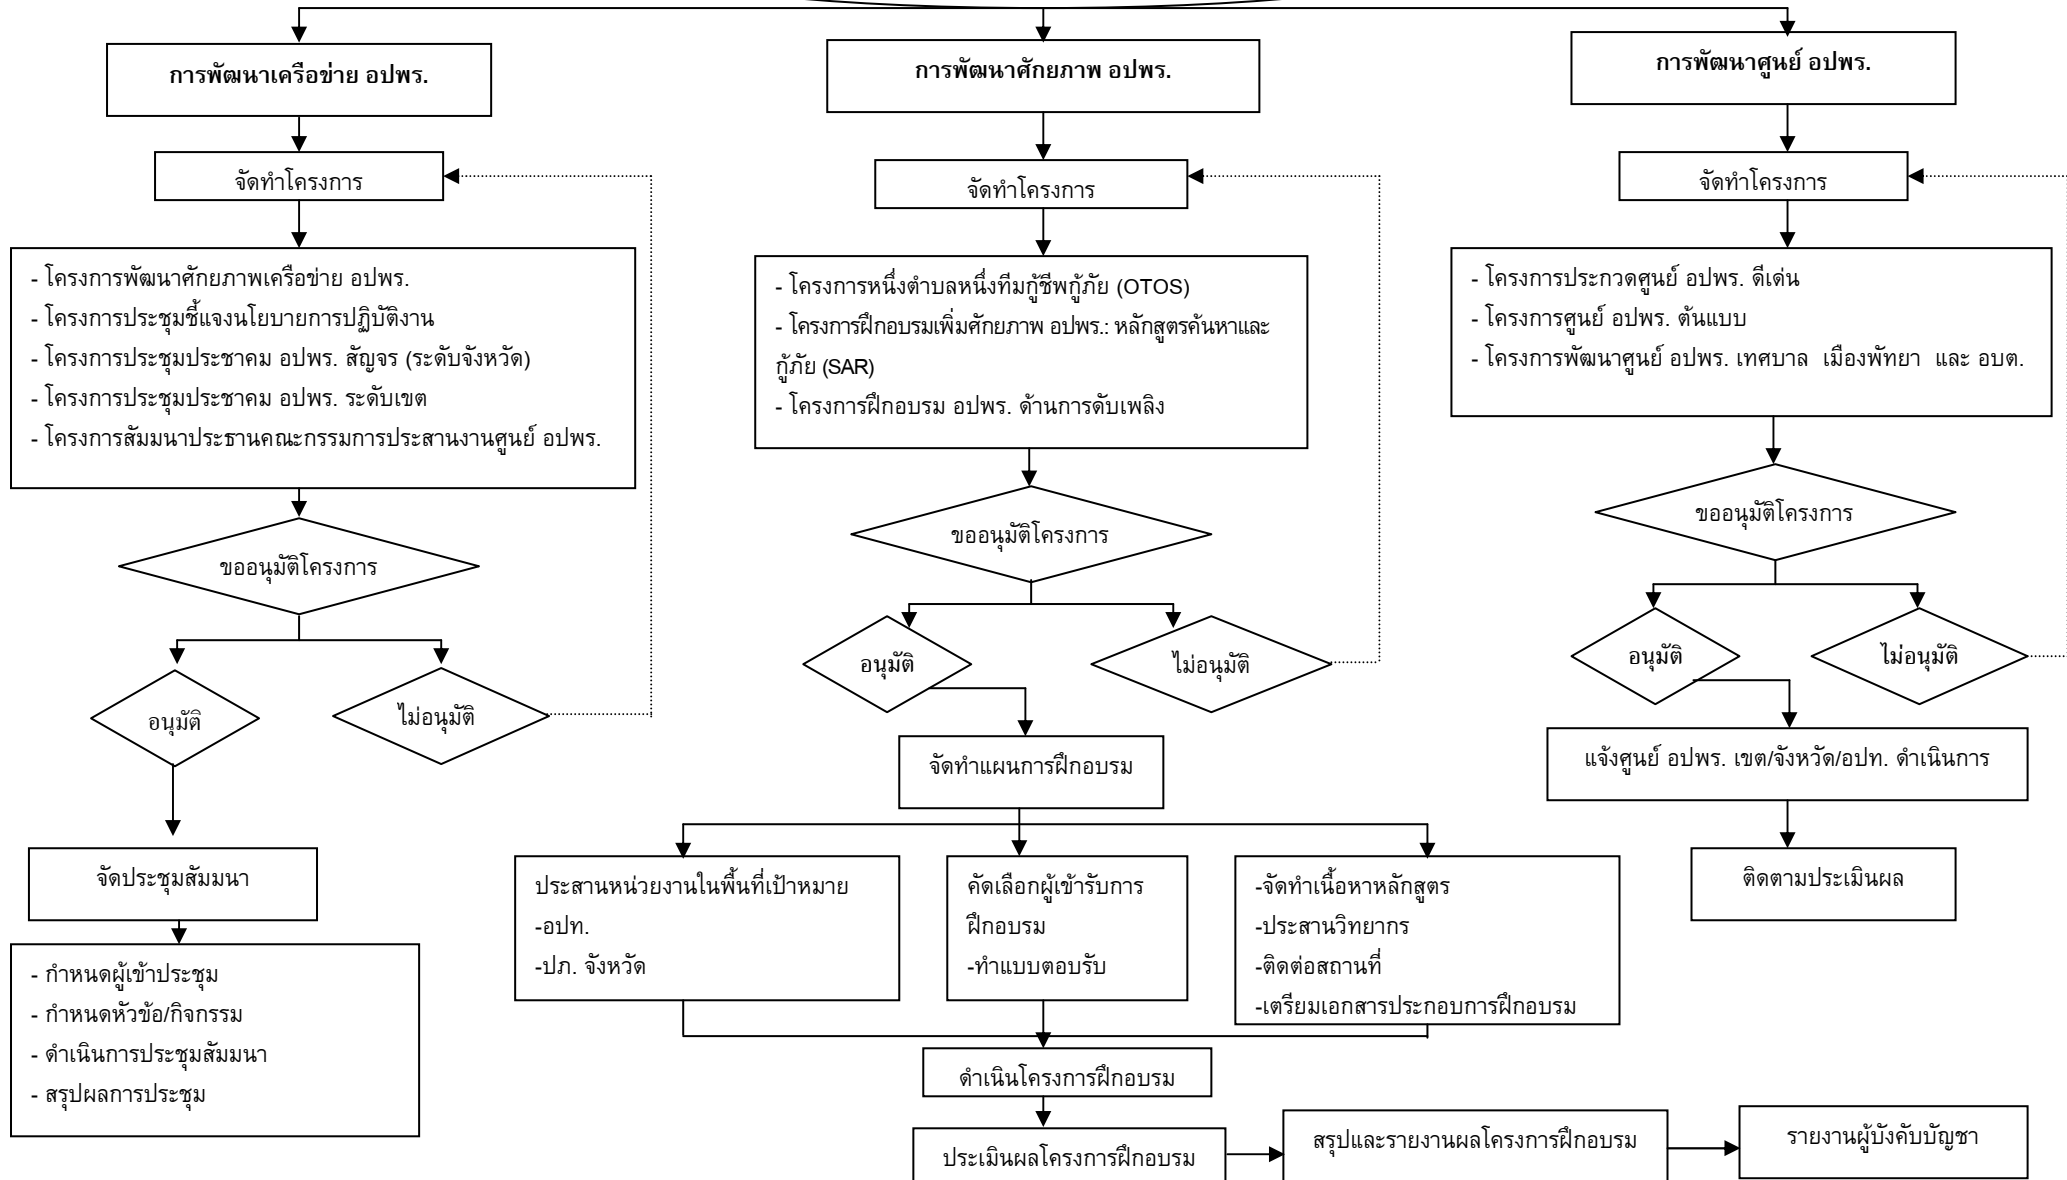 การพัฒนาเครือข่าย อปพร.
จัดทำโครงการ
- โครงการพัฒนาศักยภาพเครือข่าย อปพร.
- โครงการประชุมชี้แจงนโยบายการปฏิบัติงาน
- โครงการประชุมประชาคม อปพร. สัญจร (ระดับจังหวัด)
- โครงการประชุมประชาคม อปพร. ระดับเขต
- โครงการสัมมนาประธานคณะกรรมการประสานงานศูนย์ อปพร.
ขออนุมัติโครงการ
อนุมัติ
ไม่อนุมัติ
จัดประชุมสัมมนา
- กำหนดผู้เข้าประชุม
- กำหนดหัวข้อ/กิจกรรม
- ดำเนินการประชุมสัมมนา
- สรุปผลการประชุม
การพัฒนาศักยภาพ อปพร.
จัดทำโครงการ
- โครงการหนึ่งตำบลหนึ่งทีมกู้ชีพกู้ภัย (OTOS)
- โครงการฝึกอบรมเพิ่มศักยภาพ อปพร.: หลักสูตรค้นหาและ
กู้ภัย (SAR)
- โครงการฝึกอบรม อปพร. ด้านการดับเพลิง
ขออนุมัติโครงการ
อนุมัติ
ไม่อนุมัติ
จัดทำแผนการฝึกอบรม
ประสานหน่วยงานในพื้นที่เป้าหมาย
-อปท.
-ปภ. จังหวัด
คัดเลือกผู้เข้ารับการ
ฝึกอบรม
-ทำแบบตอบรับ
-จัดทำเนื้อหาหลักสูตร
-ประสานวิทยากร
-ติดต่อสถานที่
-เตรียมเอกสารประกอบการฝึกอบรม
ดำเนินโครงการฝึกอบรม
ประเมินผลโครงการฝึกอบรม
สรุปและรายงานผลโครงการฝึกอบรม
รายงานผู้บังคับบัญชา
การพัฒนาศูนย์ อปพร.
จัดทำโครงการ
- โครงการประกวดศูนย์ อปพร. ดีเด่น
- โครงการศูนย์ อปพร. ต้นแบบ
- โครงการพัฒนาศูนย์ อปพร. เทศบาล เมืองพัทยา และ อบต.
ขออนุมัติโครงการ
อนุมัติ
ไม่อนุมัติ
แจ้งศูนย์ อปพร. เขต/จังหวัด/อปท. ดำเนินการ
ติดตามประเมินผล